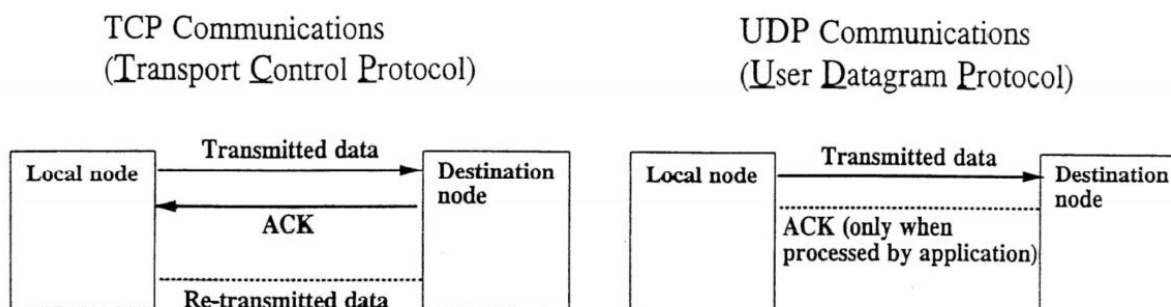 TCP Communications
(Transport Control Protocol)
Local node
Transmitted data
Destination
node
ACK
Re-transmitted data
UDP Communications
(User Datagram Protocol)
Local node
Transmitted data
Destination
node
ACK (only when
processed by application)